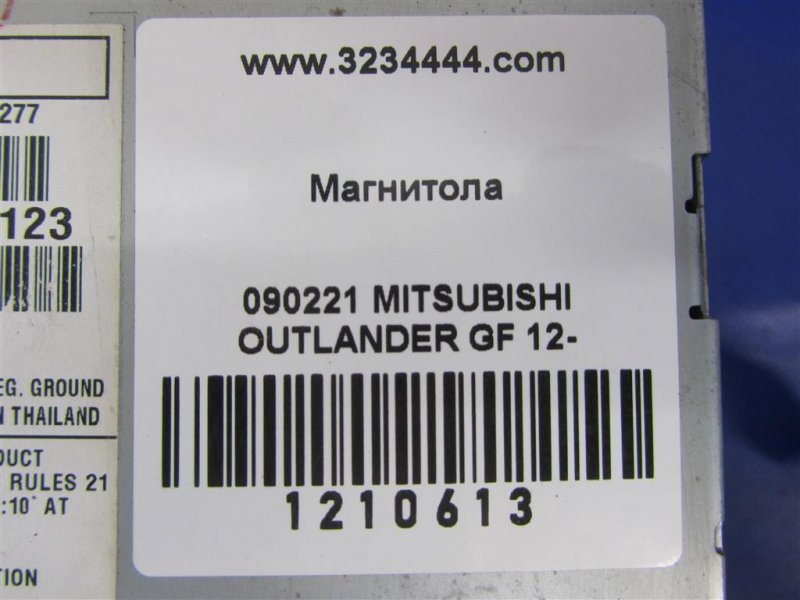 277
123
EG. GROUND
N THAILAND
DUCT
RULES 21
:10° AT
TION
www.3234444.com
Магнитола
090221 MITSUBISHI
OUTLANDER GF 12-
1210613